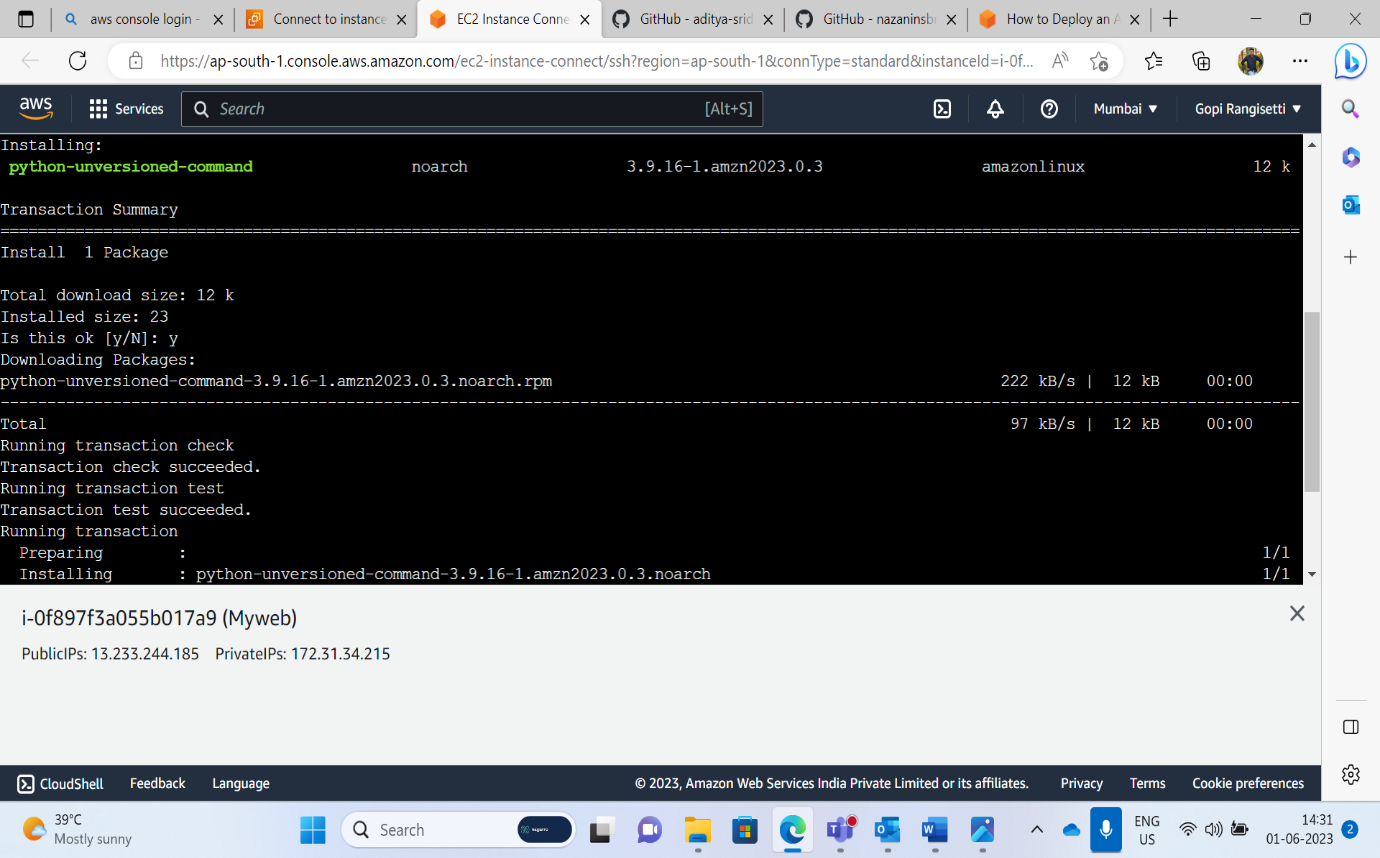 aws console login -
Connect to instance
EC2 Instance Conne
GitHub - aditya-srid
GitHub - nazaninsb
How to Deploy an A
https://ap-south-1.console.aws.amazon.com/ec2-instance-connect/ssh?region=ap-south-1&connType=standard&instanceId=i-0f...
aws Services Search [Alt+S] Mumbai Gopi Rangisetti
Installing:
python-unversioned-command noarch 3.9.16-1.amzn2023.0.3 amazonlinux 12 k
Transaction Summary
Install 1 Package
Total download size: 12 k
Installed size: 23
Is this ok [y/N]: y
Downloading Packages:
python-unversioned-command-3.9.16-1.amzn2023.0.3.noarch.rpm 222 kB/s | 12 kB 00:00
Total 97 kB/s | 12 kB 00:00
Running transaction check
Transaction check succeeded.
Running transaction test
Transaction test succeeded.
Running transaction
Preparing : 1/1
Installing : python-unversioned-command-3.9.16-1.amzn2023.0.3.noarch 1/1
i-0f897f3a055b017a9 (Myweb)
PublicIPs: 13.233.244.185 PrivateIPs: 172.31.34.215
CloudShell Feedback Language © 2023, Amazon Web Services India Private Limited or its affiliates. Privacy Terms Cookie preferences
39°C
Mostly sunny
Search
ENG
US
14:31
01-06-2023
2